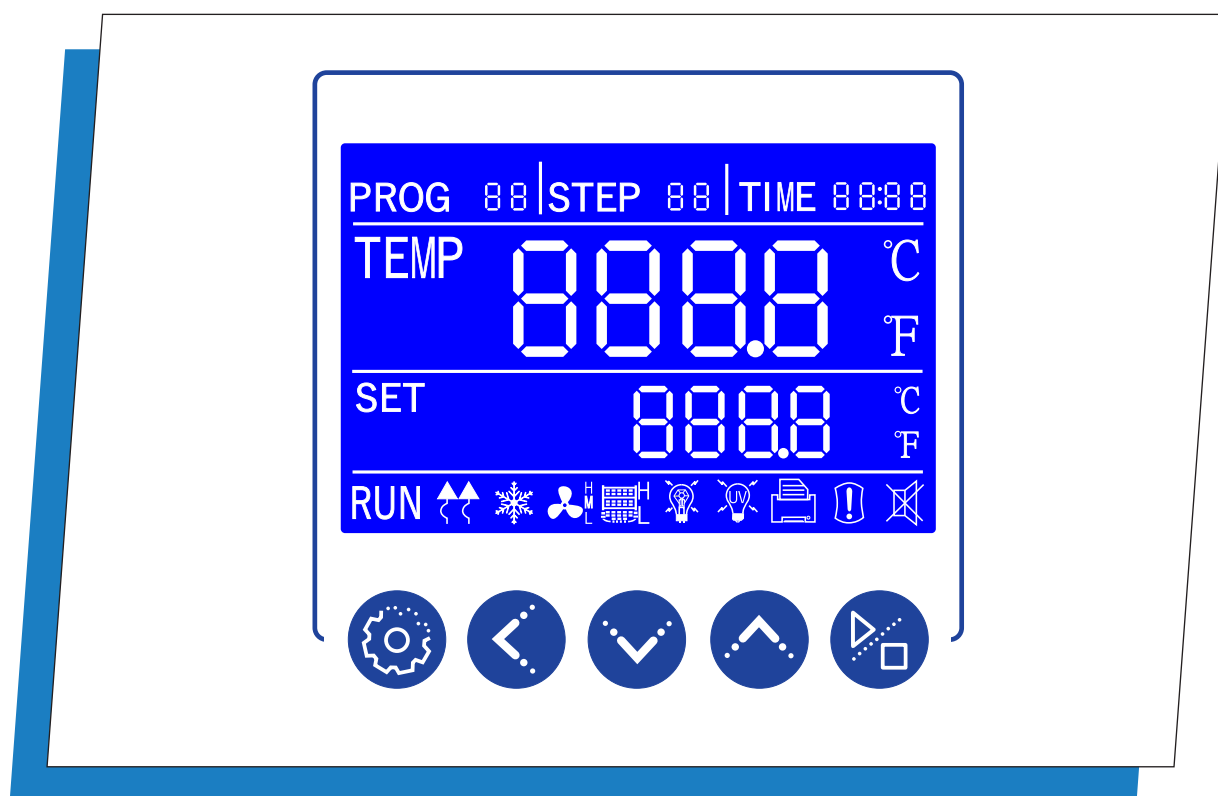 PROG 88 STEP 88 TIME 88:88
TEMP 888.8 ℃
℉
SET 888.8 ℃
℉
RUN H M L H L UV